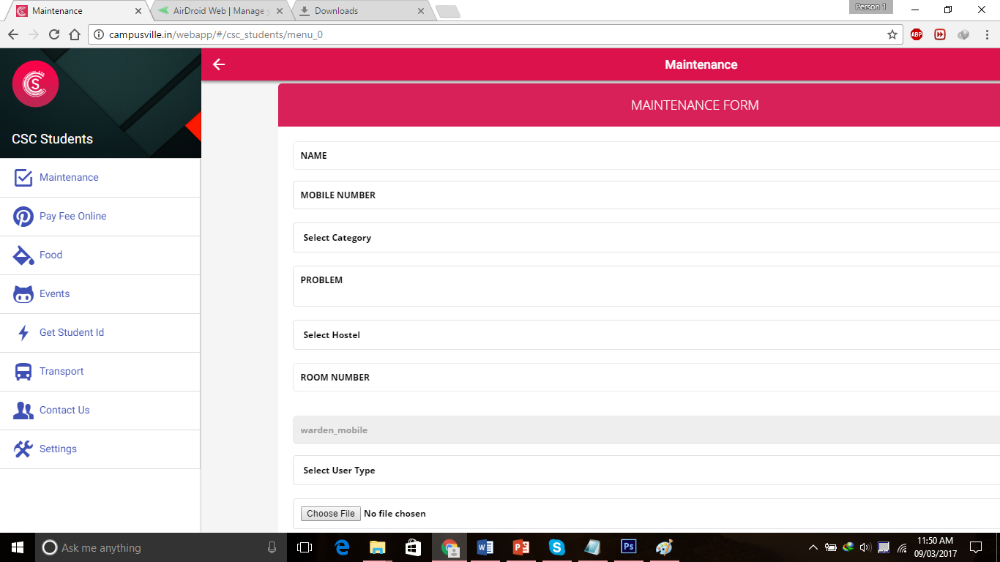 Maintenance
AirDroid Web | Manage
Downloads
Person 1
campusville.in/webapp/#/csc_students/menu_0
ABP
S
CSC Students
Maintenance
Pay Fee Online
Food
Events
Get Student Id
Transport
Contact Us
Settings
Maintenance
MAINTENANCE FORM
NAME
MOBILE NUMBER
Select Category
PROBLEM
Select Hostel
ROOM NUMBER
warden_mobile
Select User Type
Choose File No file chosen
Ask me anything
Ps
11:50 AM
09/03/2017